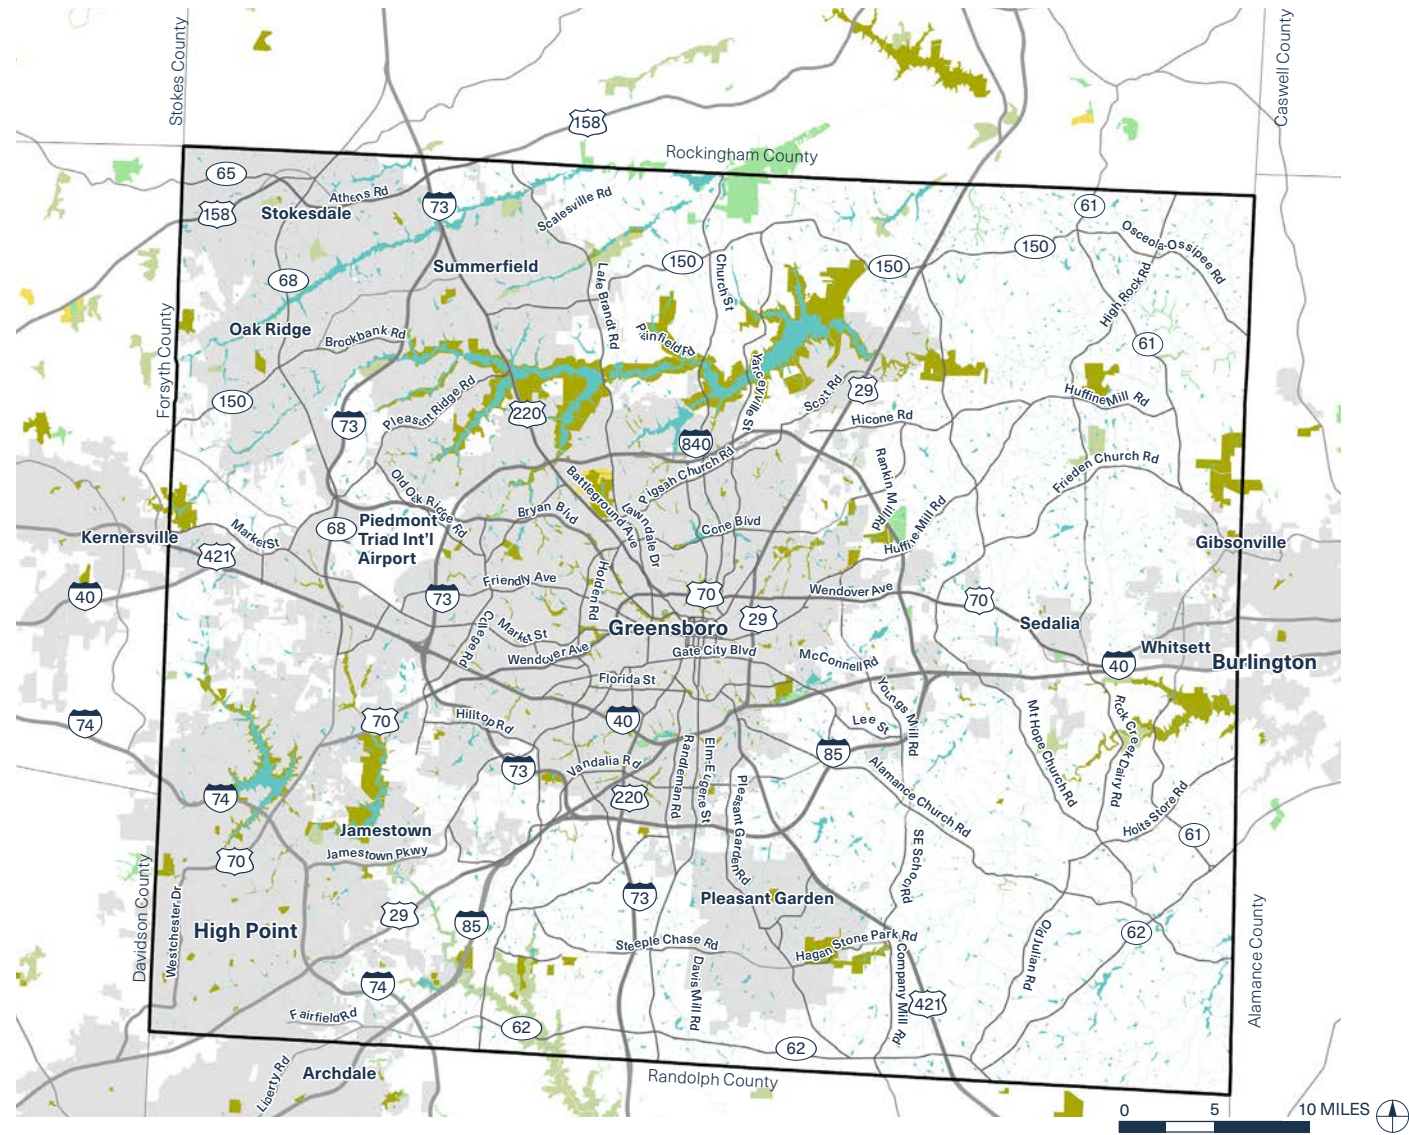 Stokes County
Caswell County
158
Rockingham County
65
Athens Rd
158
Stokesdale
73
Scalesville Rd
61
Osceola-Ossipee Rd
150
68
Summerfield
150
Church St
150
Lake Brandt Rd
High Rock Rd
Forsyth County
Oak Ridge
Brookbank Rd
Plainfield Rd
61
Yanceyville St
150
Pleasant Ridge Rd
Scott Rd
29
Huffine Mill Rd
73
220
Hicone Rd
840
Pisgah Church Rd
Rankin Mill Rd
Frieden Church Rd
Old Oak Ridge Rd
Battleground Ave
Lawndale Dr
Bryan Blvd
Cone Blvd
Huffine Mill Rd
68
Piedmont
Triad Int'l
Airport
Market St
Kernersville
421
Gibsonville
40
73
Friendly Ave
Holden Rd
70
Wendover Ave
70
29
Sedalia
College Rd
Market St
Greensboro
Wendover Ave
Gate City Blvd
McConnell Rd
40
Whitsett
Burlington
Florida St
Youngs Mill Rd
74
70
Hilltop Rd
40
Lee St
Mt Hope Church Rd
Rock Creek Dairy Rd
73
Vandalia Rd
Randleman Rd
Elm-Eugene St
85
Alamance Church Rd
74
220
Pleasant Garden Rd
Hoits Store Rd
Jamestown
Jamestown Pkwy
61
70
SE School Rd
Davidson County
Westchester Dr
73
Pleasant Garden
29
85
High Point
Steeple Chase Rd
Hagan Stone Park Rd
Old Julian Rd
62
Alamance County
74
Davis Mill Rd
Company Mill Rd
421
Fairfield Rd
62
62
Liberty Rd
Archdale
Randolph County
0 5 10 MILES